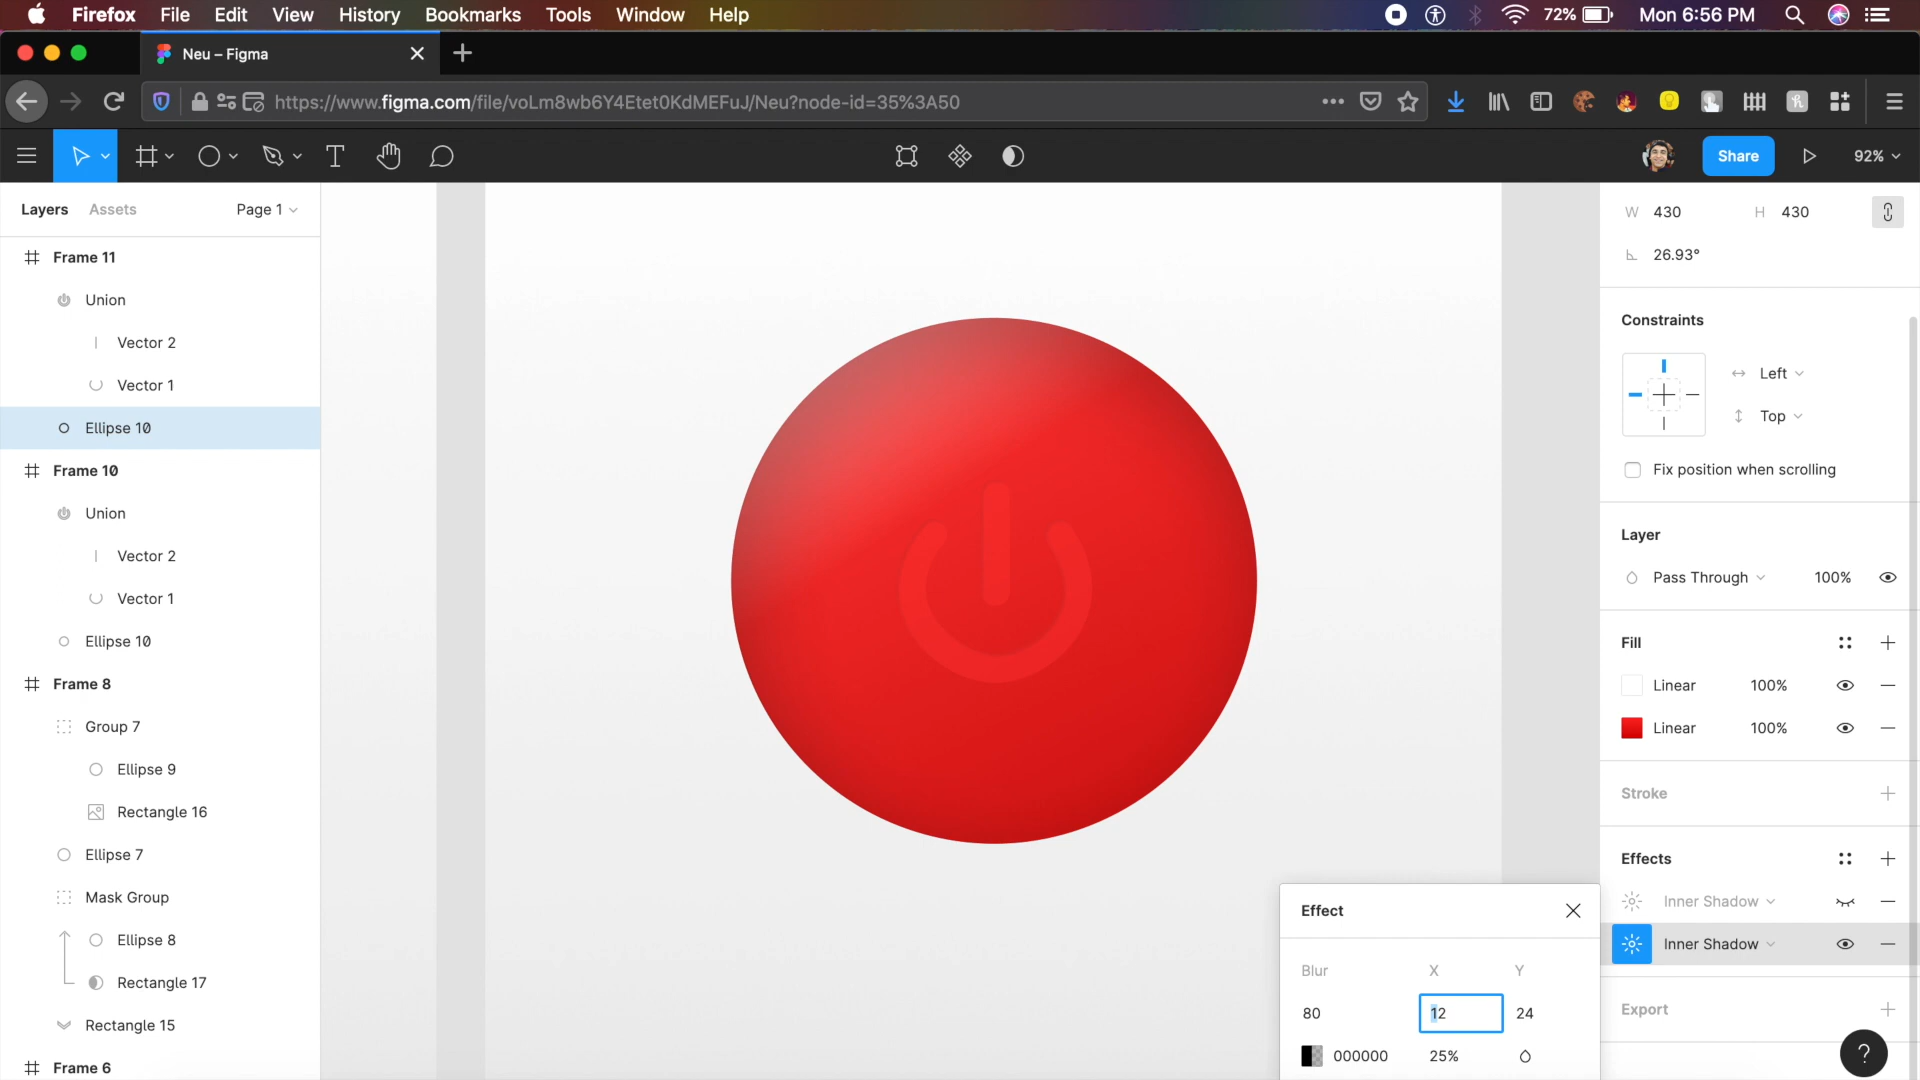 Firefox File Edit View History Bookmarks Tools Window Help 72% Mon 6:56 PM
Neu – Figma
https://www.figma.com/file/voLm8wb6Y4Etet0KdMEFuJ/Neu?node-id=35%3A50
Share 92%
Layers Assets Page 1
Frame 11
Union
Vector 2
Vector 1
Ellipse 10
Frame 10
Union
Vector 2
Vector 1
Ellipse 10
Frame 8
Group 7
Ellipse 9
Rectangle 16
Ellipse 7
Mask Group
Ellipse 8
Rectangle 17
Rectangle 15
Frame 6
W 430 H 430
26.93°
Constraints
Left
Top
Fix position when scrolling
Layer
Pass Through 100%
Fill
Linear 100%
Linear 100%
Stroke
Effects
Inner Shadow
Inner Shadow
Export
?
Effect
Blur X Y
80 12 24
000000 25%